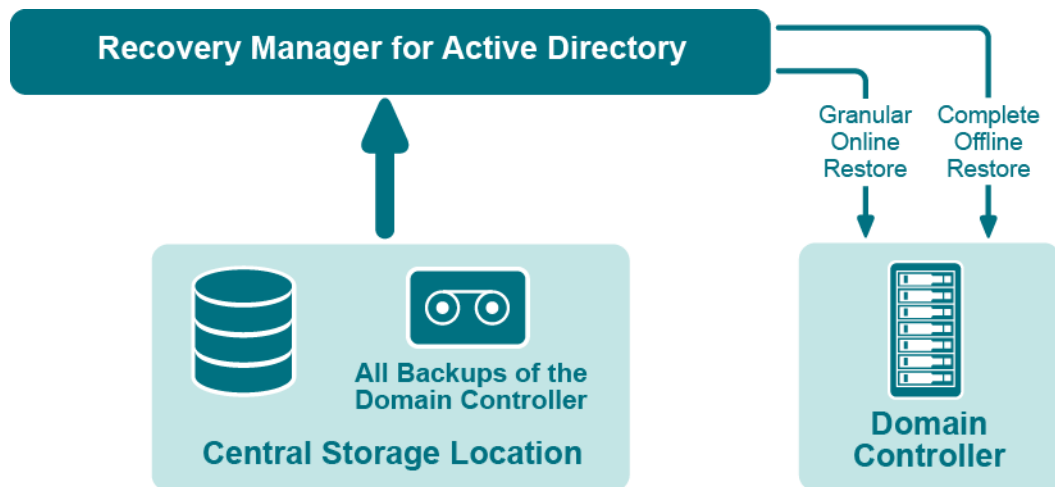 Recovery Manager for Active Directory
Granular
Online
Restore
Complete
Offline
Restore
All Backups of the
Domain Controller
Central Storage Location
Domain
Controller